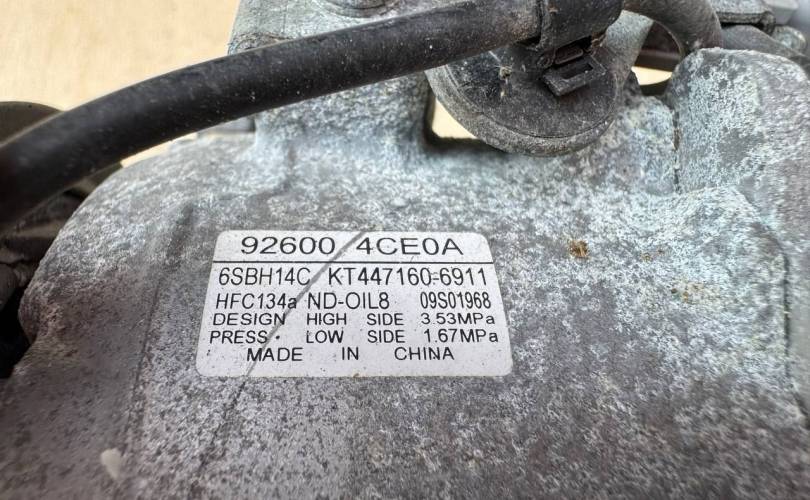 92600 4CE0A
6SBH14C KT447160-6911
HFC134a ND-OIL8 09S01968
DESIGN HIGH SIDE 3.53MPa
PRESS· LOW SIDE 1.67MPa
MADE IN CHINA